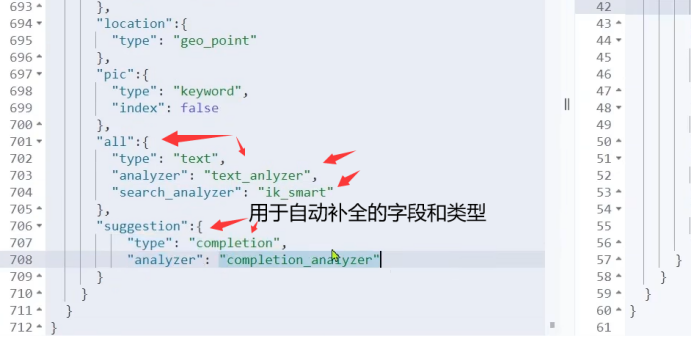 693 },
694 "location":{
695 "type": "geo_point"
696 },
697 "pic":{
698 "type": "keyword",
699 "index": false
700 },
701 "all":{
702 "type": "text",
703 "analyzer": "text_anlyzer",
704 "search_analyzer": "ik_smart"
705 },
用于自动补全的字段和类型
706 "suggestion":{
707 "type": "completion",
708 "analyzer": "completion_analyzer"
709 }
710 }
711 }
712 }
42
43
44
45
46
47
48
49
50
51
52
53
54
55
56
57 }
58 }
59 }
60 }
61